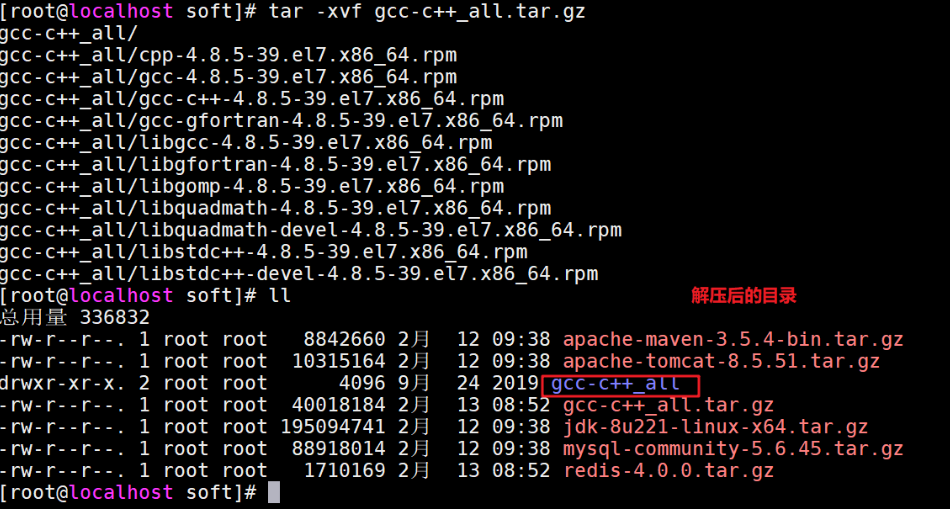 [root@localhost soft]# tar -xvf gcc-c++_all.tar.gz
gcc-c++_all/
gcc-c++_all/cpp-4.8.5-39.el7.x86_64.rpm
gcc-c++_all/gcc-4.8.5-39.el7.x86_64.rpm
gcc-c++_all/gcc-c++-4.8.5-39.el7.x86_64.rpm
gcc-c++_all/gcc-gfortran-4.8.5-39.el7.x86_64.rpm
gcc-c++_all/libgcc-4.8.5-39.el7.x86_64.rpm
gcc-c++_all/libgfortran-4.8.5-39.el7.x86_64.rpm
gcc-c++_all/libgomp-4.8.5-39.el7.x86_64.rpm
gcc-c++_all/libquadmath-4.8.5-39.el7.x86_64.rpm
gcc-c++_all/libquadmath-devel-4.8.5-39.el7.x86_64.rpm
gcc-c++_all/libstdc++-4.8.5-39.el7.x86_64.rpm
gcc-c++_all/libstdc++-devel-4.8.5-39.el7.x86_64.rpm
[root@localhost soft]# ll
解压后的目录
总用量 336832
-rw-r--r--. 1 root root   8842660 2月  12 09:38 apache-maven-3.5.4-bin.tar.gz
-rw-r--r--. 1 root root  10315164 2月  12 09:38 apache-tomcat-8.5.51.tar.gz
drwxr-xr-x. 2 root root      4096 9月  24 2019 gcc-c++_all
-rw-r--r--. 1 root root  40018184 2月  13 08:52 gcc-c++_all.tar.gz
-rw-r--r--. 1 root root 195094741 2月  12 09:38 jdk-8u221-linux-x64.tar.gz
-rw-r--r--. 1 root root  88918014 2月  12 09:38 mysql-community-5.6.45.tar.gz
-rw-r--r--. 1 root root   1710169 2月  13 08:52 redis-4.0.0.tar.gz
[root@localhost soft]#